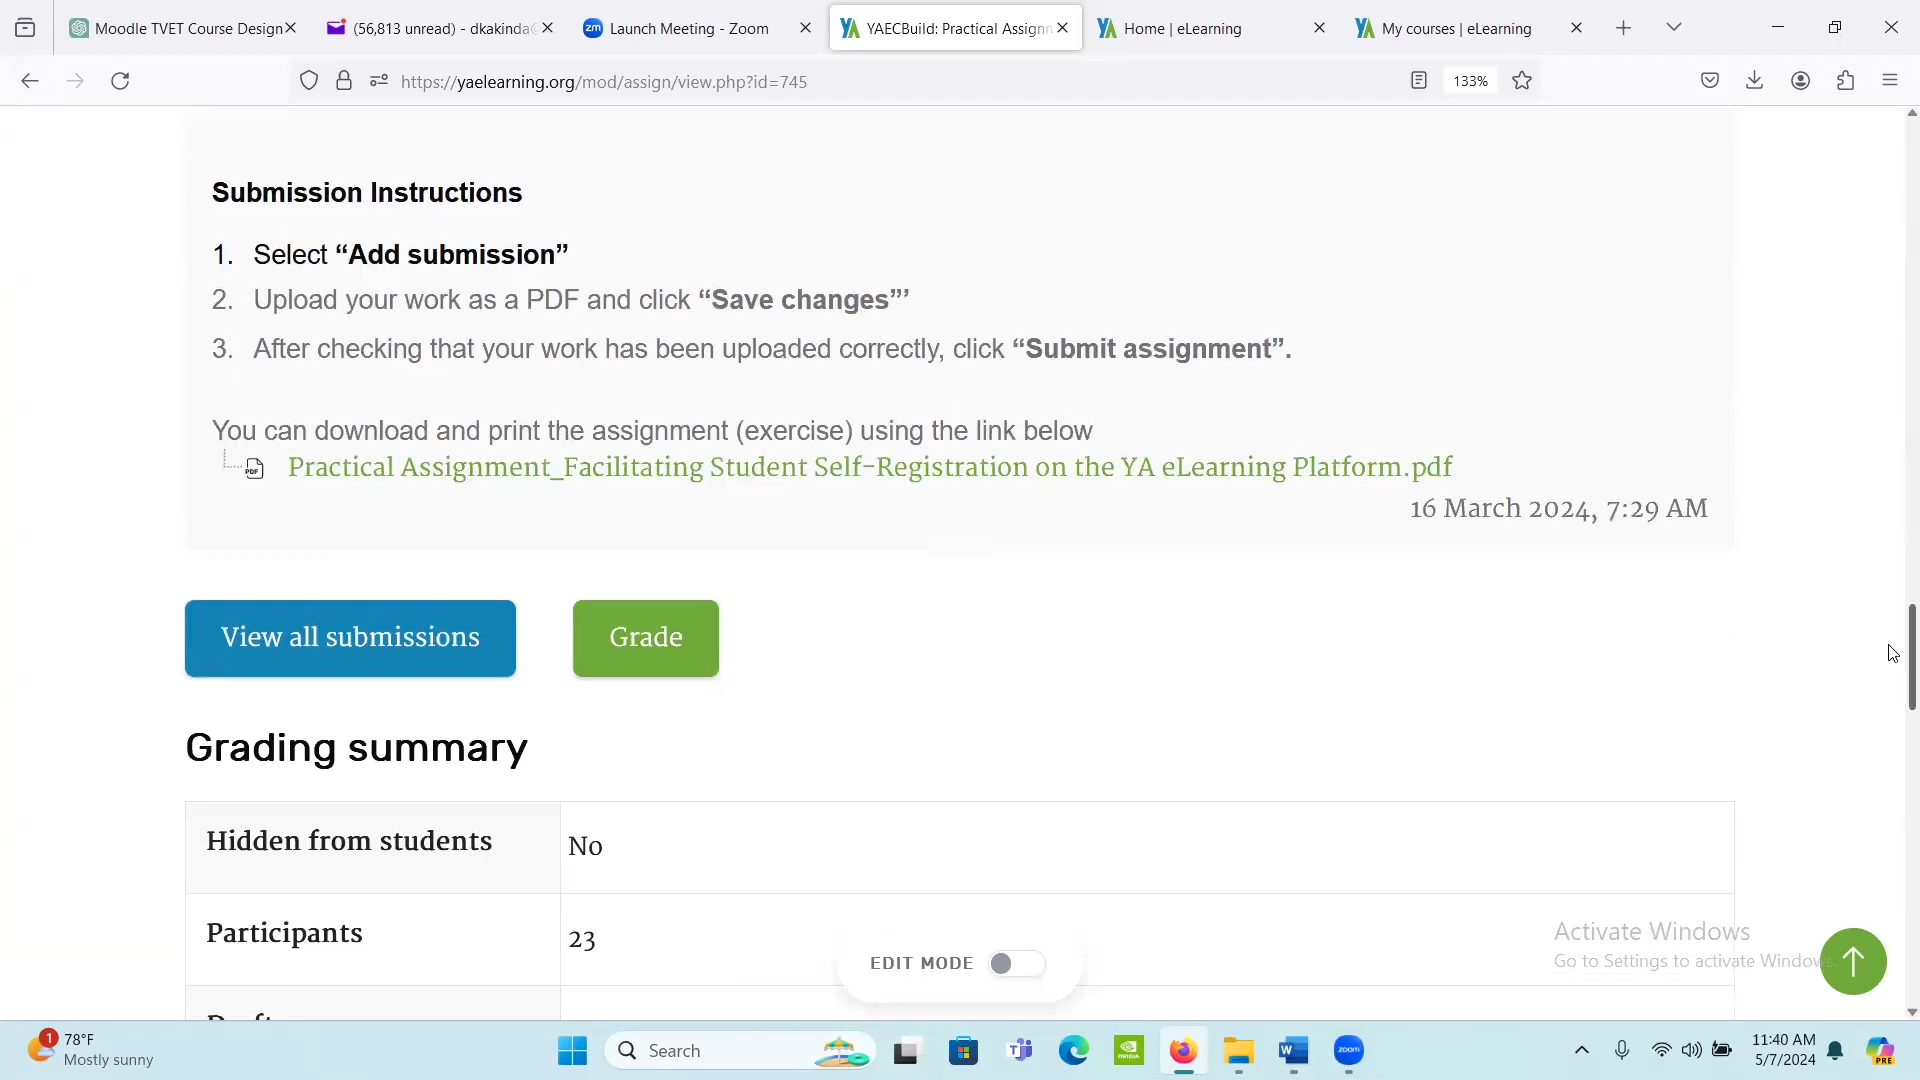 Moodle TVET Course Design
(56,813 unread) - dkakinda@
zm Launch Meeting - Zoom
YAECBuild: Practical Assignm
Home | eLearning
My courses | eLearning
https://yaelearning.org/mod/assign/view.php?id=745
133%
Submission Instructions
1. Select “Add submission”
2. Upload your work as a PDF and click “Save changes”’
3. After checking that your work has been uploaded correctly, click “Submit assignment”.
You can download and print the assignment (exercise) using the link below
PDF Practical Assignment_Facilitating Student Self-Registration on the YA eLearning Platform.pdf
16 March 2024, 7:29 AM
View all submissions
Grade
Grading summary
Hidden from students No
Participants 23
EDIT MODE
Activate Windows
Go to Settings to activate Windows.
1 78°F
Mostly sunny
Search
zoom
11:40 AM
5/7/2024
PRE